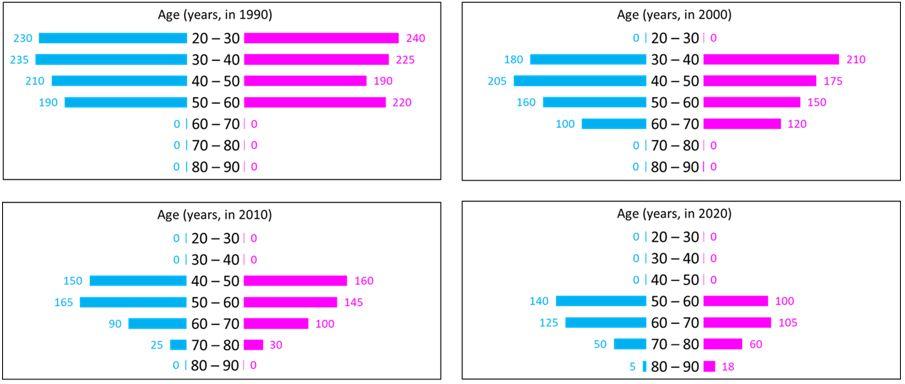 Age (years, in 1990)
230 20 – 30 240
235 30 – 40 225
210 40 – 50 190
190 50 – 60 220
0 60 – 70 0
0 70 – 80 0
0 80 – 90 0
Age (years, in 2000)
0 20 – 30 0
180 30 – 40 210
205 40 – 50 175
160 50 – 60 150
100 60 – 70 120
0 70 – 80 0
0 80 – 90 0
Age (years, in 2010)
0 20 – 30 0
0 30 – 40 0
150 40 – 50 160
165 50 – 60 145
90 60 – 70 100
25 70 – 80 30
0 80 – 90 0
Age (years, in 2020)
0 20 – 30 0
0 30 – 40 0
0 40 – 50 0
140 50 – 60 100
125 60 – 70 105
50 70 – 80 60
5 80 – 90 18